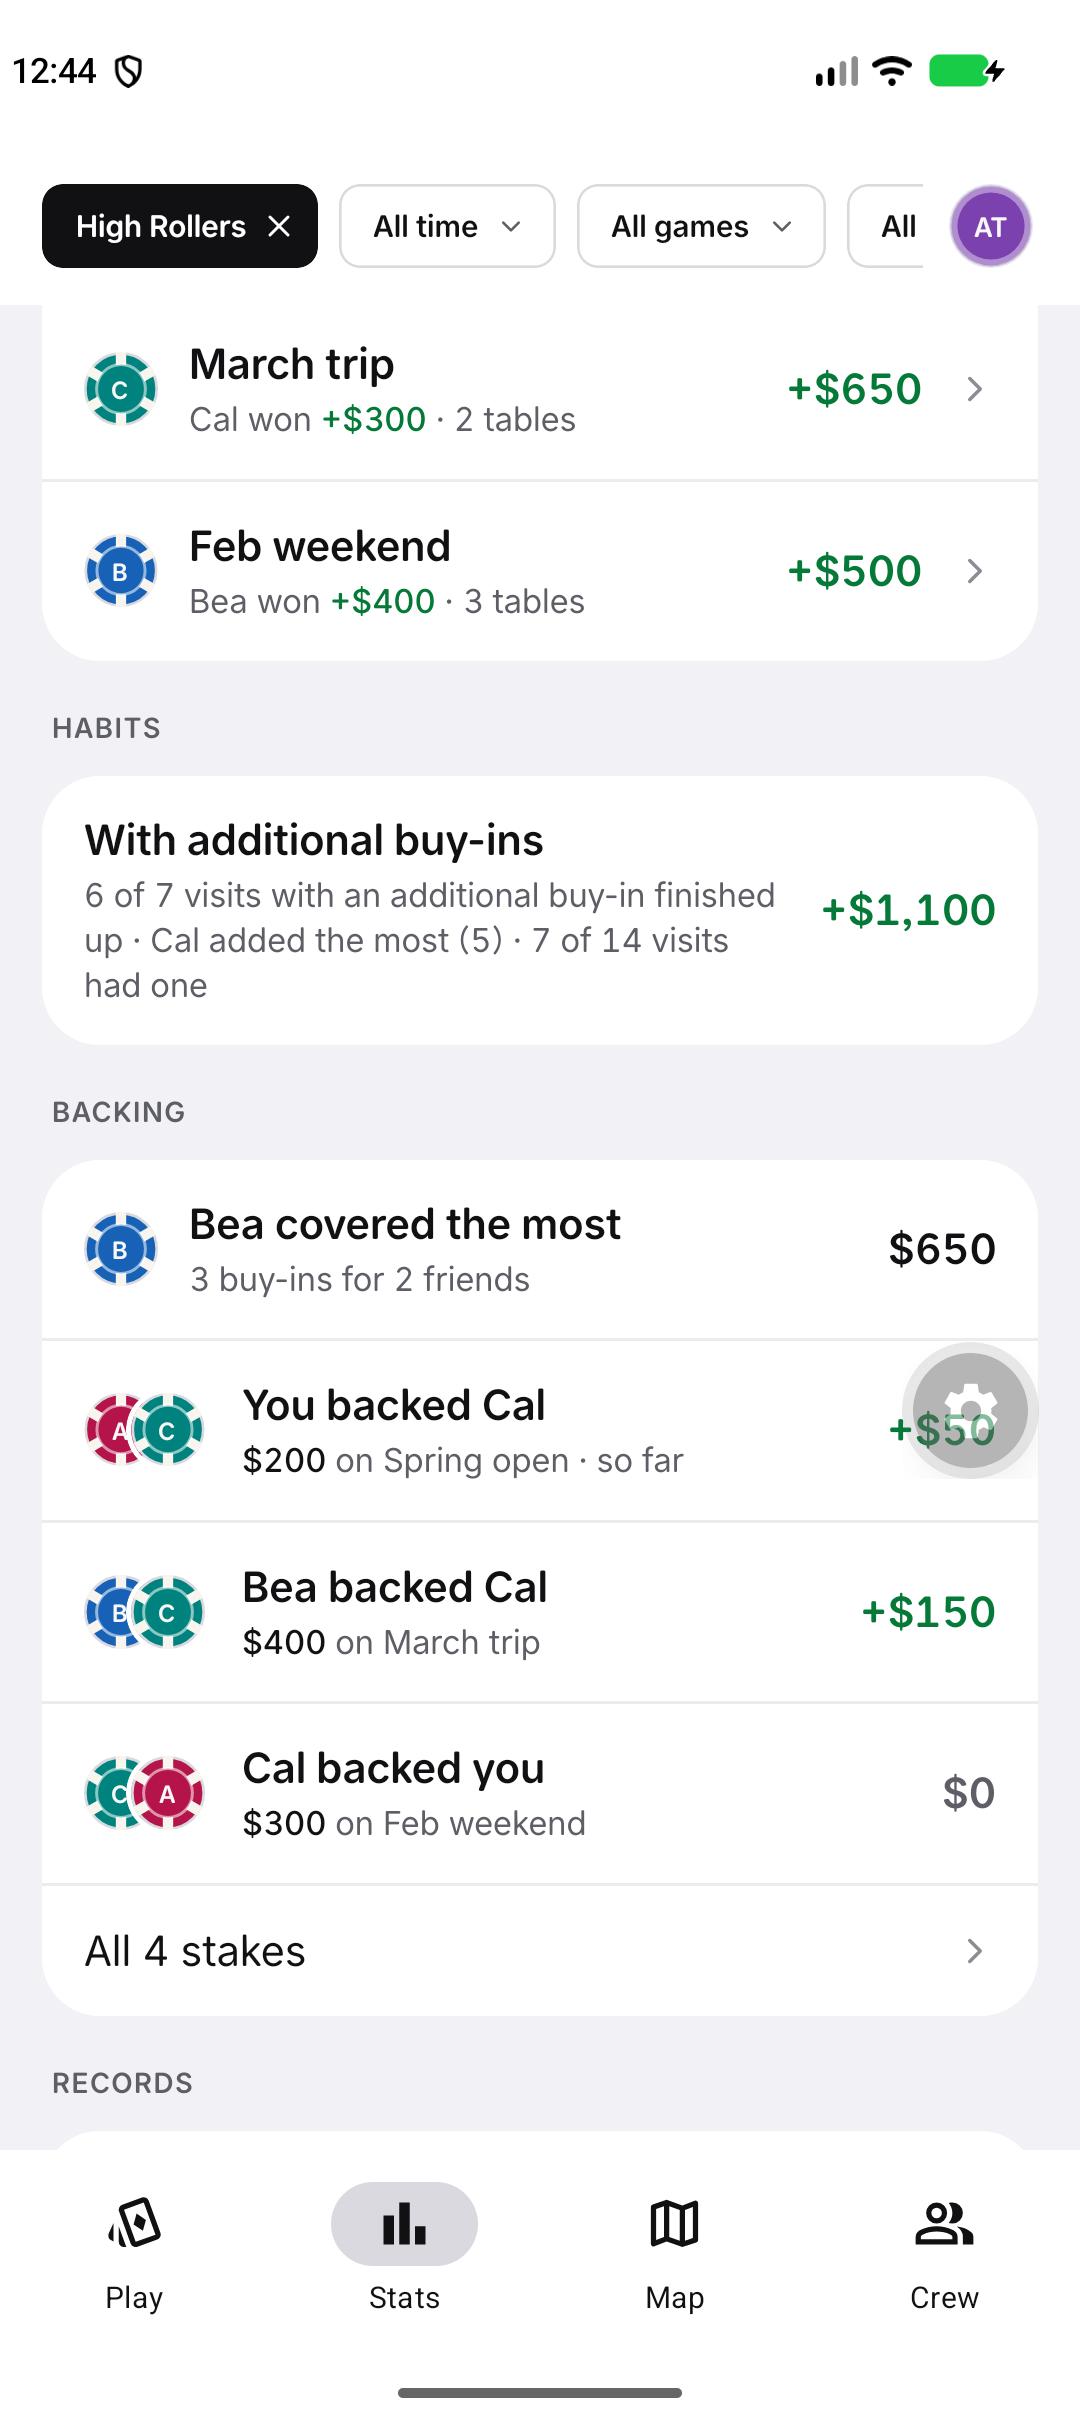 12:44
High Rollers
All time
All games
All
AT
March trip
+$650
C
Cal won +$300 · 2 tables
Feb weekend
+$500
B
Bea won +$400 · 3 tables
HABITS
With additional buy-ins
6 of 7 visits with an additional buy-in finished
up · Cal added the most (5) · 7 of 14 visits
had one
+$1,100
BACKING
B
Bea covered the most
3 buy-ins for 2 friends
$650
A C
You backed Cal
$200 on Spring open · so far
+$50
B C
Bea backed Cal
$400 on March trip
+$150
C A
Cal backed you
$300 on Feb weekend
$0
All 4 stakes
RECORDS
Play
Stats
Map
Crew